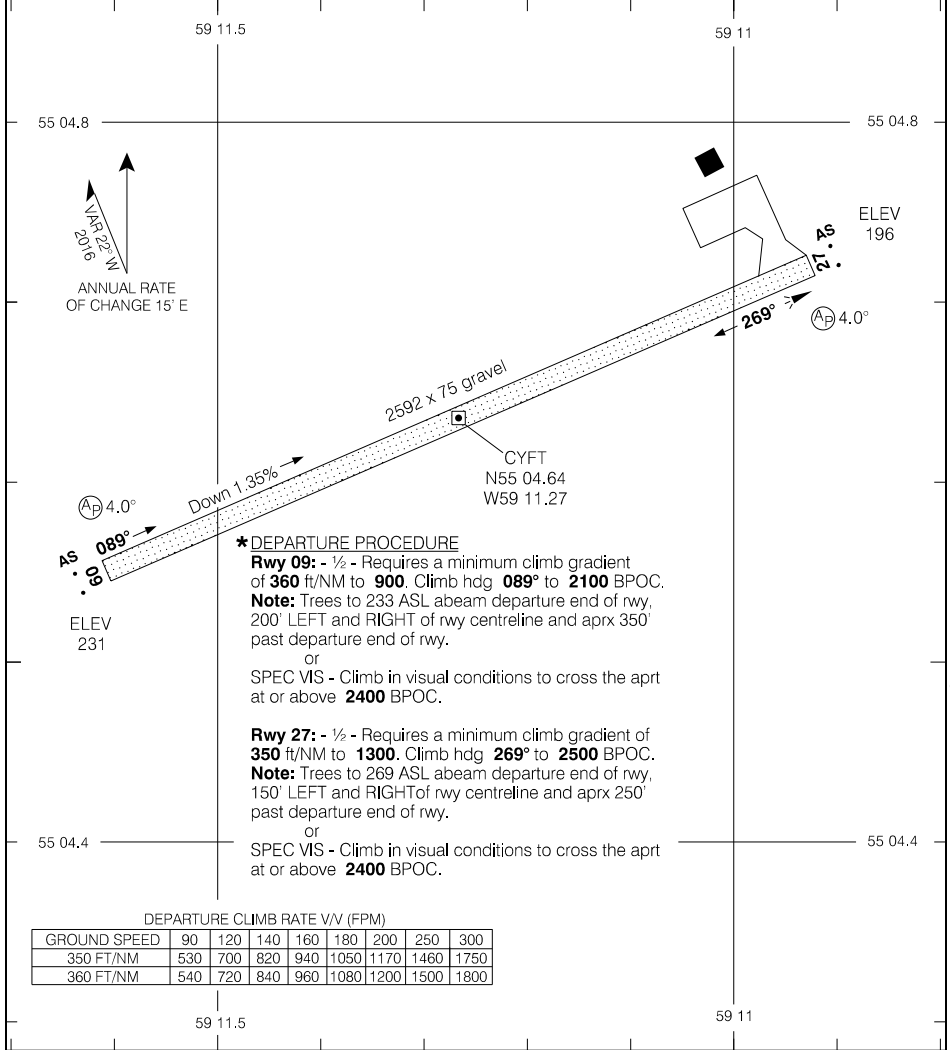 59 11.5
59 11
55 04.8
55 04.8
VAR 22° W
2016
ANNUAL RATE
OF CHANGE 15' E
ELEV
196
AS
27
269°
AP 4.0°
2592 x 75 gravel
CYFT
N55 04.64
W59 11.27
Down 1.35%
AP 4.0°
089°
AS
09
ELEV
231
* DEPARTURE PROCEDURE
Rwy 09: - ½ - Requires a minimum climb gradient
of 360 ft/NM to 900. Climb hdg 089° to 2100 BPOC.
Note: Trees to 233 ASL abeam departure end of rwy,
200' LEFT and RIGHT of rwy centreline and aprx 350'
past departure end of rwy.
or
SPEC VIS - Climb in visual conditions to cross the aprt
at or above 2400 BPOC.
Rwy 27: - ½ - Requires a minimum climb gradient of
350 ft/NM to 1300. Climb hdg 269° to 2500 BPOC.
Note: Trees to 269 ASL abeam departure end of rwy,
150' LEFT and RIGHTof rwy centreline and aprx 250'
past departure end of rwy.
or
SPEC VIS - Climb in visual conditions to cross the aprt
at or above 2400 BPOC.
55 04.4
55 04.4
DEPARTURE CLIMB RATE V/V (FPM)
GROUND SPEED 90 120 140 160 180 200 250 300
350 FT/NM 530 700 820 940 1050 1170 1460 1750
360 FT/NM 540 720 840 960 1080 1200 1500 1800
59 11.5
59 11